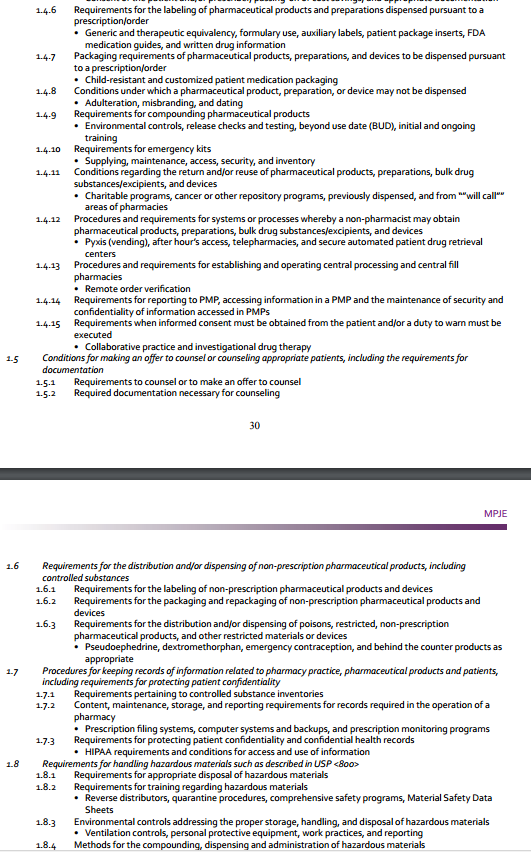 1.4.6 Requirements for the labeling of pharmaceutical products and preparations dispensed pursuant to a
prescription/order
• Generic and therapeutic equivalency, formulary use, auxiliary labels, patient package inserts, FDA
medication guides, and written drug information
1.4.7 Packaging requirements of pharmaceutical products, preparations, and devices to be dispensed pursuant
to a prescription/order
• Child-resistant and customized patient medication packaging
1.4.8 Conditions under which a pharmaceutical product, preparation, or device may not be dispensed
• Adulteration, misbranding, and dating
1.4.9 Requirements for compounding pharmaceutical products
• Environmental controls, release checks and testing, beyond use date (BUD), initial and ongoing
training
1.4.10 Requirements for emergency kits
• Supplying, maintenance, access, security, and inventory
1.4.11 Conditions regarding the return and/or reuse of pharmaceutical products, preparations, bulk drug
substances/excipients, and devices
• Charitable programs, cancer or other repository programs, previously dispensed, and from ""will call""
areas of pharmacies
1.4.12 Procedures and requirements for systems or processes whereby a non-pharmacist may obtain
pharmaceutical products, preparations, bulk drug substances/excipients, and devices
• Pyxis (vending), after hour's access, telepharmacies, and secure automated patient drug retrieval
centers
1.4.13 Procedures and requirements for establishing and operating central processing and central fill
pharmacies
• Remote order verification
1.4.14 Requirements for reporting to PMP, accessing information in a PMP and the maintenance of security and
confidentiality of information accessed in PMPs
1.4.15 Requirements when informed consent must be obtained from the patient and/or a duty to warn must be
executed
• Collaborative practice and investigational drug therapy
1.5 Conditions for making an offer to counsel or counseling appropriate patients, including the requirements for
documentation
1.5.1 Requirements to counsel or to make an offer to counsel
1.5.2 Required documentation necessary for counseling
30
MPJE
1.6 Requirements for the distribution and/or dispensing of non-prescription pharmaceutical products, including
controlled substances
1.6.1 Requirements for the labeling of non-prescription pharmaceutical products and devices
1.6.2 Requirements for the packaging and repackaging of non-prescription pharmaceutical products and
devices
1.6.3 Requirements for the distribution and/or dispensing of poisons, restricted, non-prescription
pharmaceutical products, and other restricted materials or devices
• Pseudoephedrine, dextromethorphan, emergency contraception, and behind the counter products as
appropriate
1.7 Procedures for keeping records of information related to pharmacy practice, pharmaceutical products and patients,
including requirements for protecting patient confidentiality
1.7.1 Requirements pertaining to controlled substance inventories
1.7.2 Content, maintenance, storage, and reporting requirements for records required in the operation of a
pharmacy
• Prescription filing systems, computer systems and backups, and prescription monitoring programs
1.7.3 Requirements for protecting patient confidentiality and confidential health records
• HIPAA requirements and conditions for access and use of information
1.8 Requirements for handling hazardous materials such as described in USP <800>
1.8.1 Requirements for appropriate disposal of hazardous materials
1.8.2 Requirements for training regarding hazardous materials
• Reverse distributors, quarantine procedures, comprehensive safety programs, Material Safety Data
Sheets
1.8.3 Environmental controls addressing the proper storage, handling, and disposal of hazardous materials
• Ventilation controls, personal protective equipment, work practices, and reporting
1.8.4 Methods for the compounding, dispensing and administration of hazardous materials